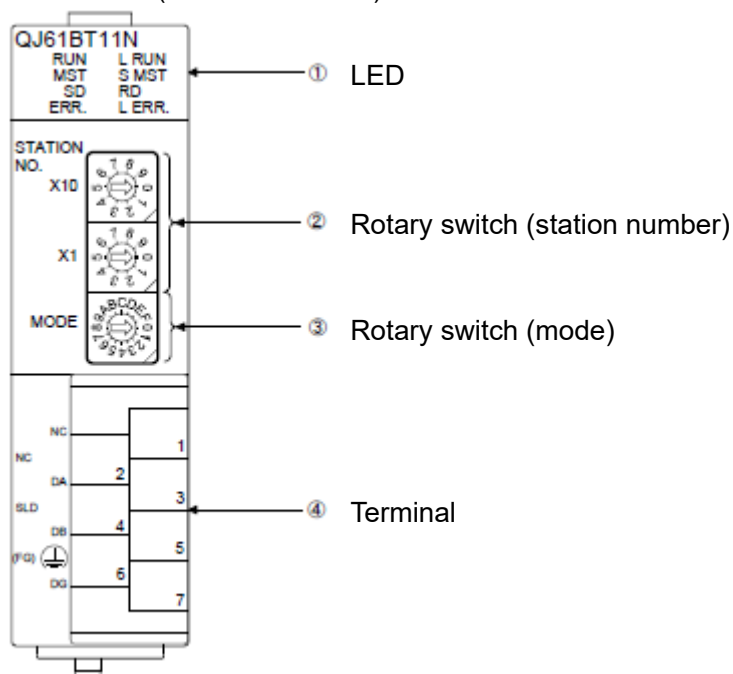 QJ61BT11N
RUN L RUN
MST S MST
SD RD
ERR. L ERR.
① LED
STATION
NO.
X10
② Rotary switch (station number)
X1
MODE
③ Rotary switch (mode)
NC
1
NC
DA 2
SLD 3
④ Terminal
DB 4
5
(FG)
DG 6
7